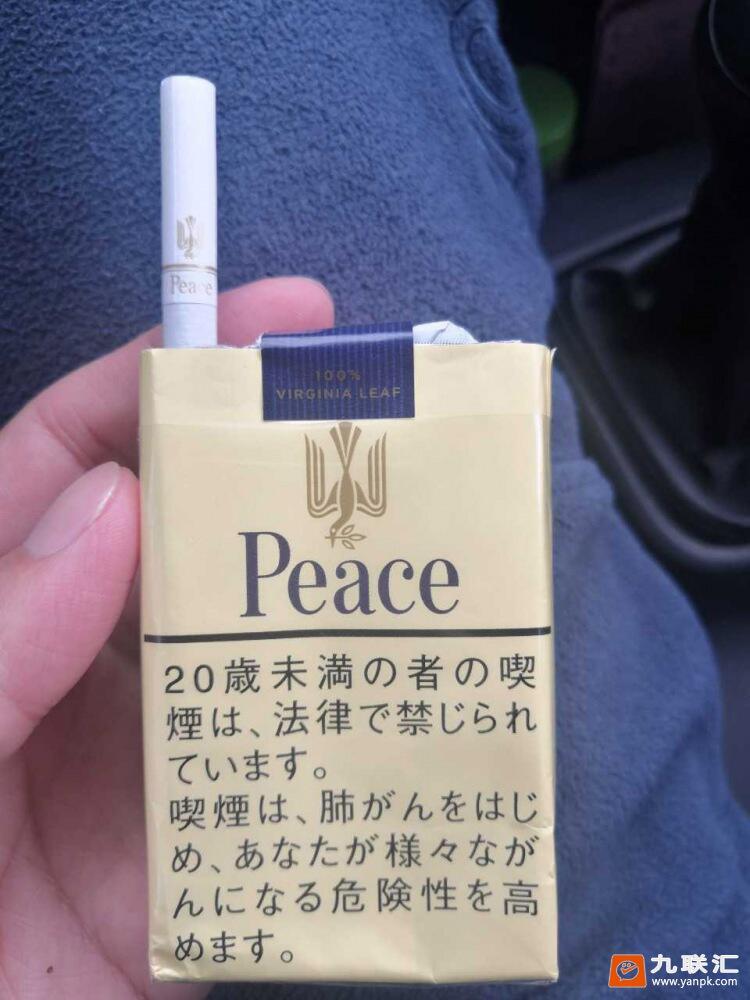 Peace
100%
VIRGINIA LEAF
Peace
20歳未満の者の喫
煙は、法律で禁じられ
ています。
喫煙は、肺がんをはじ
め、あなたが様々なが
んになる危険性を高
めます。
九联汇
www.yanpk.com